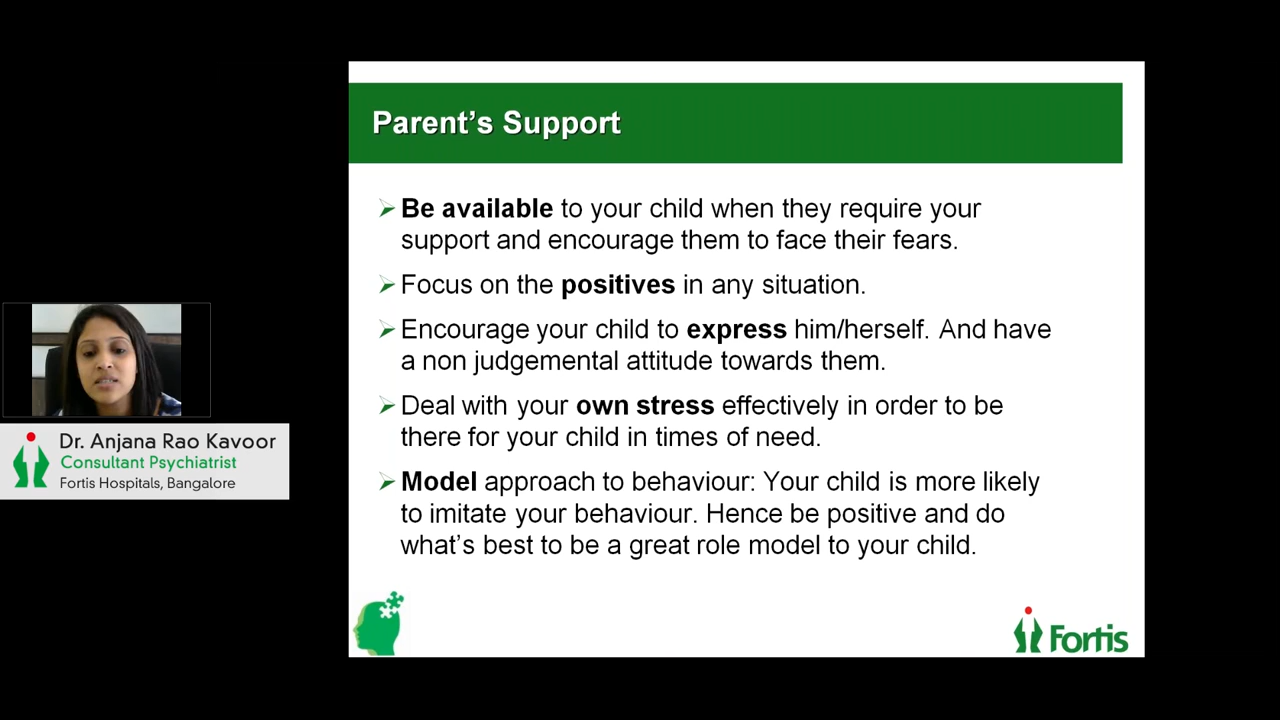 Parent's Support
Be available to your child when they require your
support and encourage them to face their fears.
Focus on the positives in any situation.
Encourage your child to express him/herself. And have
a non judgemental attitude towards them.
Deal with your own stress effectively in order to be
there for your child in times of need.
Model approach to behaviour: Your child is more likely
to imitate your behaviour. Hence be positive and do
what's best to be a great role model to your child.
Fortis
Dr. Anjana Rao Kavoor
Consultant Psychiatrist
Fortis Hospitals, Bangalore